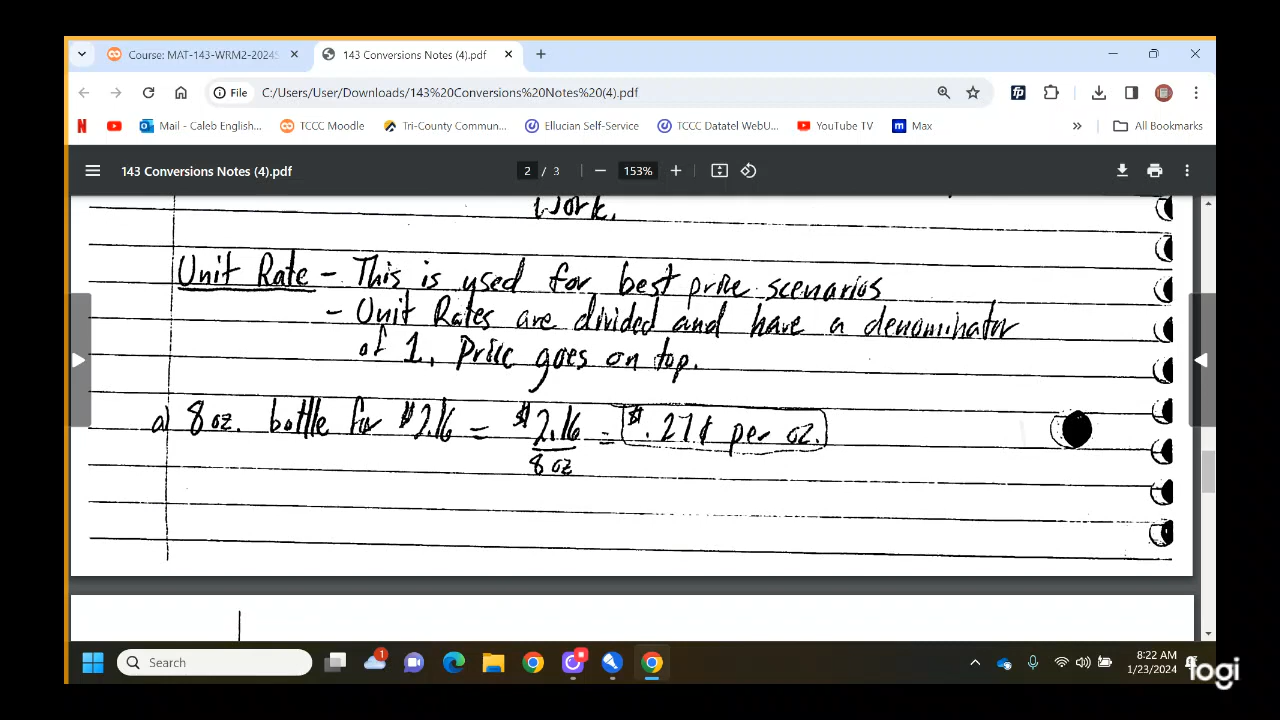 Course: MAT-143-WRM2-2024S
143 Conversions Notes (4).pdf
File C:/Users/User/Downloads/143%20Conversions%20Notes%20(4).pdf
Mail - Caleb English...
TCCC Moodle
Tri-County Commun...
Ellucian Self-Service
TCCC Datatel WebU...
YouTube TV
Max
All Bookmarks
143 Conversions Notes (4).pdf
2 / 3
153%
Work.
Unit Rate - This is used for best price scenarios
- Unit Rates are divided and have a denominator
of 1. Price goes on top.
a) 8 oz. bottle for $2.16 = $2.16 = $.27¢ per oz.
8 oz
Search
1
8:22 AM
1/23/2024
logi